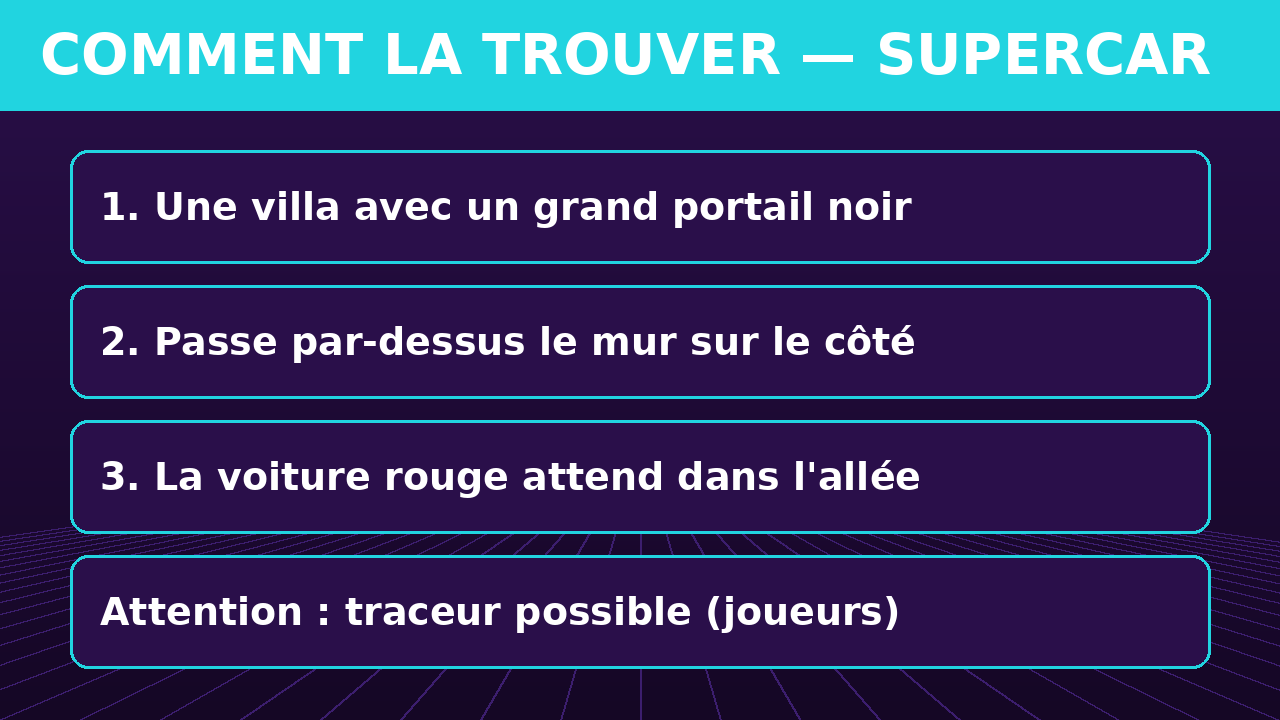 COMMENT LA TROUVER — SUPERCAR
1. Une villa avec un grand portail noir
2. Passe par-dessus le mur sur le côté
3. La voiture rouge attend dans l'allée
Attention : traceur possible (joueurs)